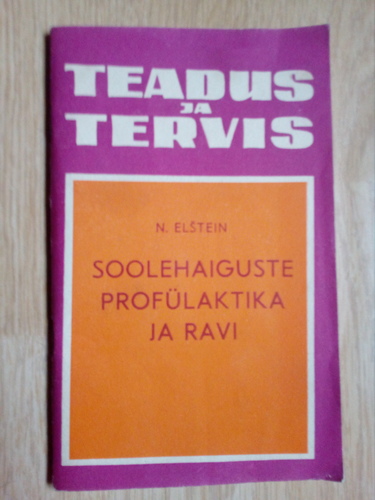 TEADUS
JA
TERVIS
N. ELŠTEIN
SOOLEHAIGUSTE
PROFÜLAKTIKA
JA RAVI